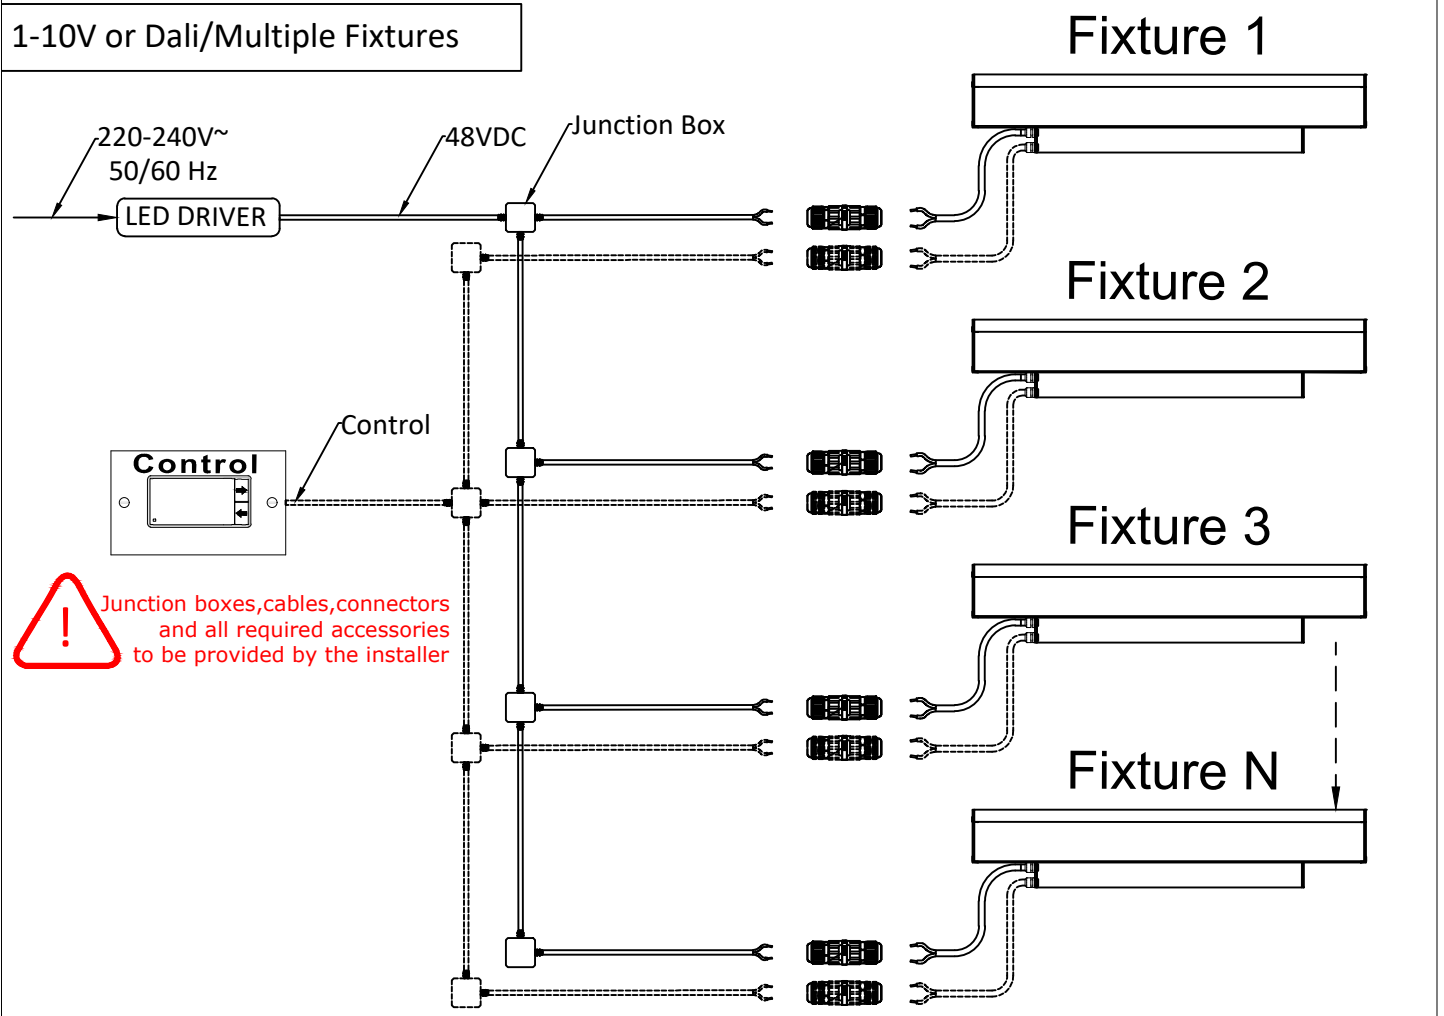 1-10V or Dali/Multiple Fixtures
Fixture 1
220-240V~
50/60 Hz
48VDC
Junction Box
LED DRIVER
Fixture 2
Control
Control
Fixture 3
!
Junction boxes,cables,connectors
and all required accessories
to be provided by the installer
Fixture N